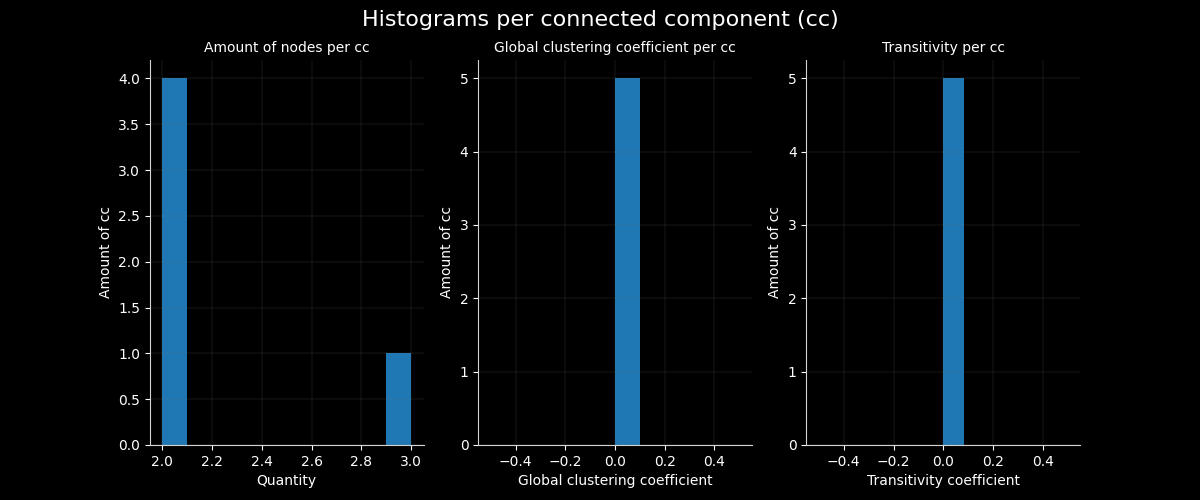 Histograms per connected component (cc)
Amount of nodes per cc
Amount of cc
4.0
3.5
3.0
2.5
2.0
1.5
1.0
0.5
0.0
2.0 2.2 2.4 2.6 2.8 3.0
Quantity
Global clustering coefficient per cc
Amount of cc
5
4
3
2
1
0
−0.4 −0.2 0.0 0.2 0.4
Global clustering coefficient
Transitivity per cc
Amount of cc
5
4
3
2
1
0
−0.4 −0.2 0.0 0.2 0.4
Transitivity coefficient